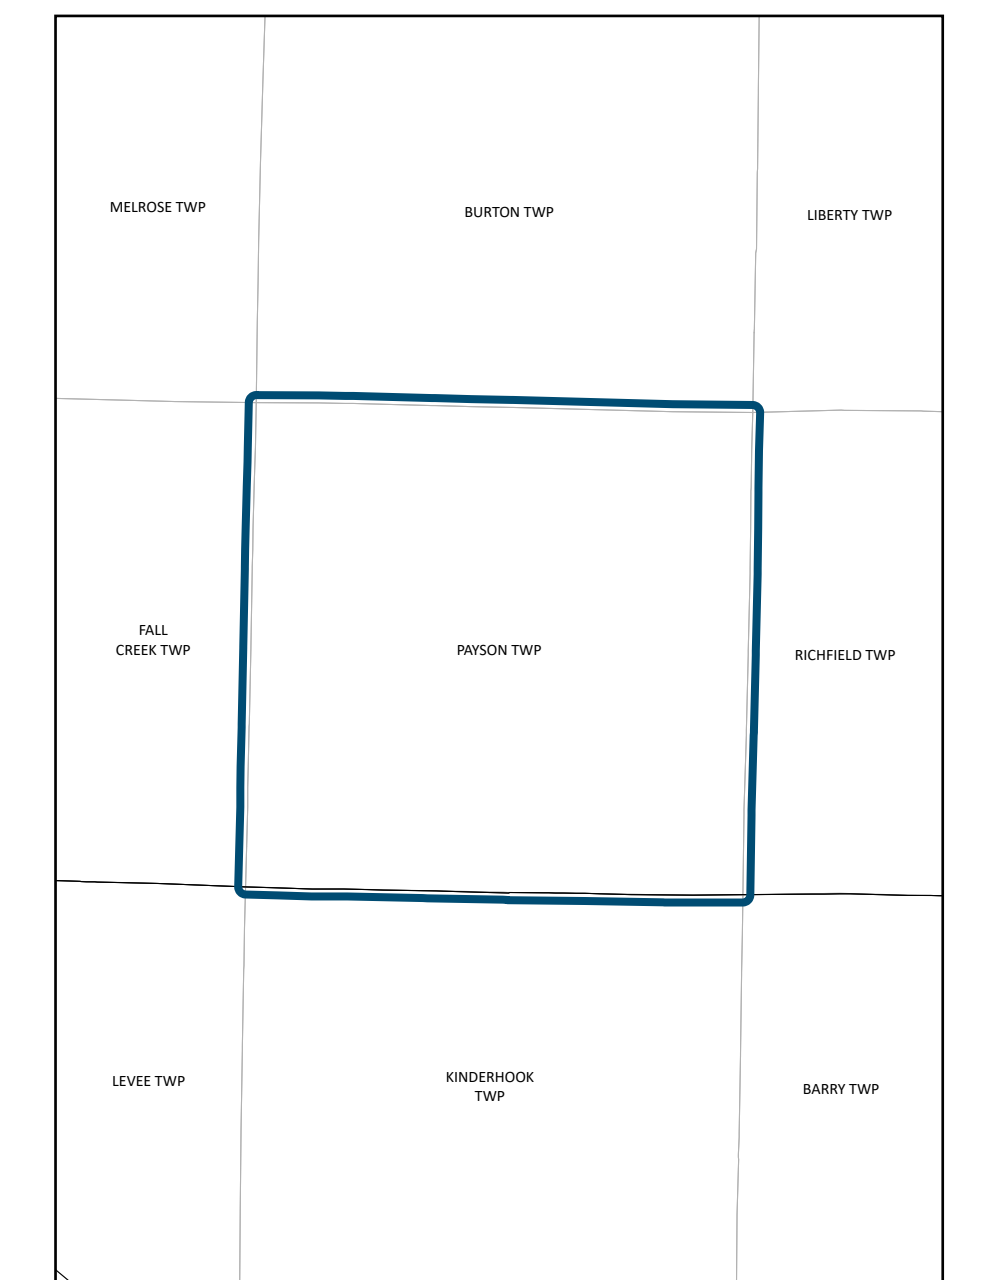 MELROSE TWP
BURTON TWP
LIBERTY TWP
FALL
CREEK TWP
PAYSON TWP
RICHFIELD TWP
LEVEE TWP
KINDERHOOK
TWP
BARRY TWP